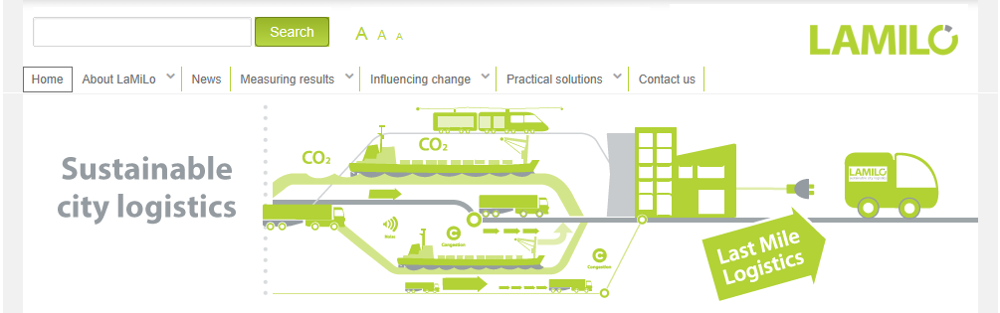 Search
A A A
LAMILO
Home
About LaMiLo
News
Measuring results
Influencing change
Practical solutions
Contact us
Sustainable
city logistics
CO2
CO2
Noise
C
Congestion
C
Congestion
LAMILO
Last Mile
Logistics